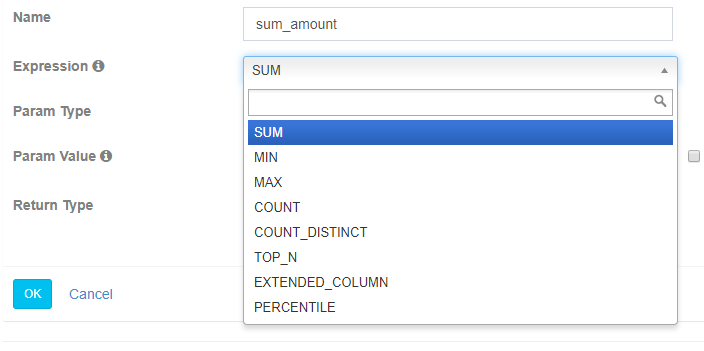 Name
sum_amount
Expression
SUM
Param Type
SUM
Param Value
MIN
MAX
Return Type
COUNT
COUNT_DISTINCT
TOP_N
EXTENDED_COLUMN
OK
Cancel
PERCENTILE